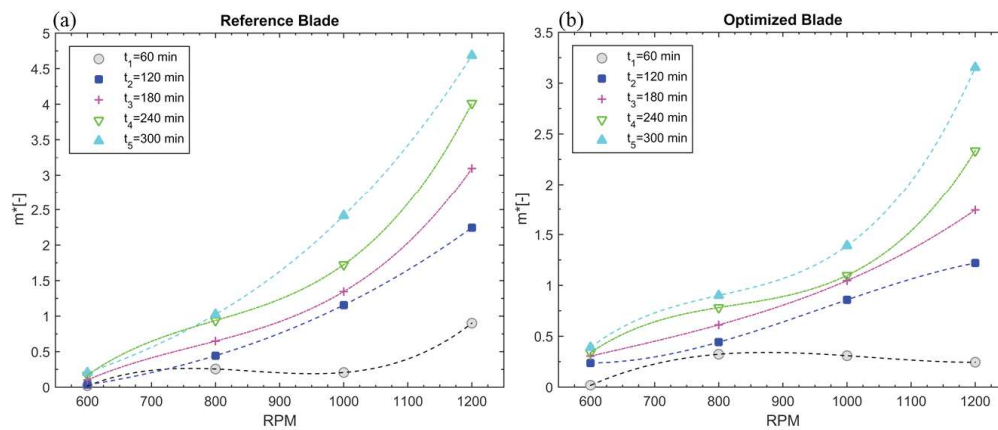 (a)
Reference Blade
t1=60 min
t2=120 min
t3=180 min
t4=240 min
t5=300 min
5
4.5
4
3.5
3
2.5
2
1.5
1
0.5
0
m*[-]
600
700
800
900
1000
1100
1200
RPM
(b)
Optimized Blade
t1=60 min
t2=120 min
t3=180 min
t4=240 min
t5=300 min
3.5
3
2.5
2
1.5
1
0.5
0
m*[-]
600
700
800
900
1000
1100
1200
RPM